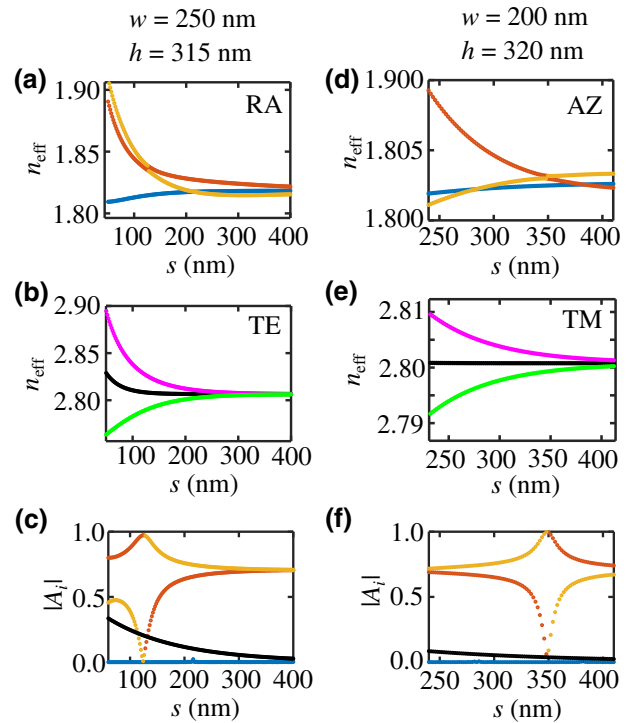 w = 250 nm
h = 315 nm
w = 200 nm
h = 320 nm
(a)
RA
1.90
1.85
1.80
n_eff
100 200 300 400
s (nm)
(d)
AZ
1.900
1.805
1.800
n_eff
250 300 350 400
s (nm)
(b)
TE
2.90
2.85
2.80
n_eff
100 200 300 400
s (nm)
(e)
TM
2.81
2.80
2.79
n_eff
250 300 350 400
s (nm)
(c)
1.0
0.5
0.0
|A_i|
100 200 300 400
s (nm)
(f)
1.0
0.5
0.0
|A_i|
250 300 350 400
s (nm)